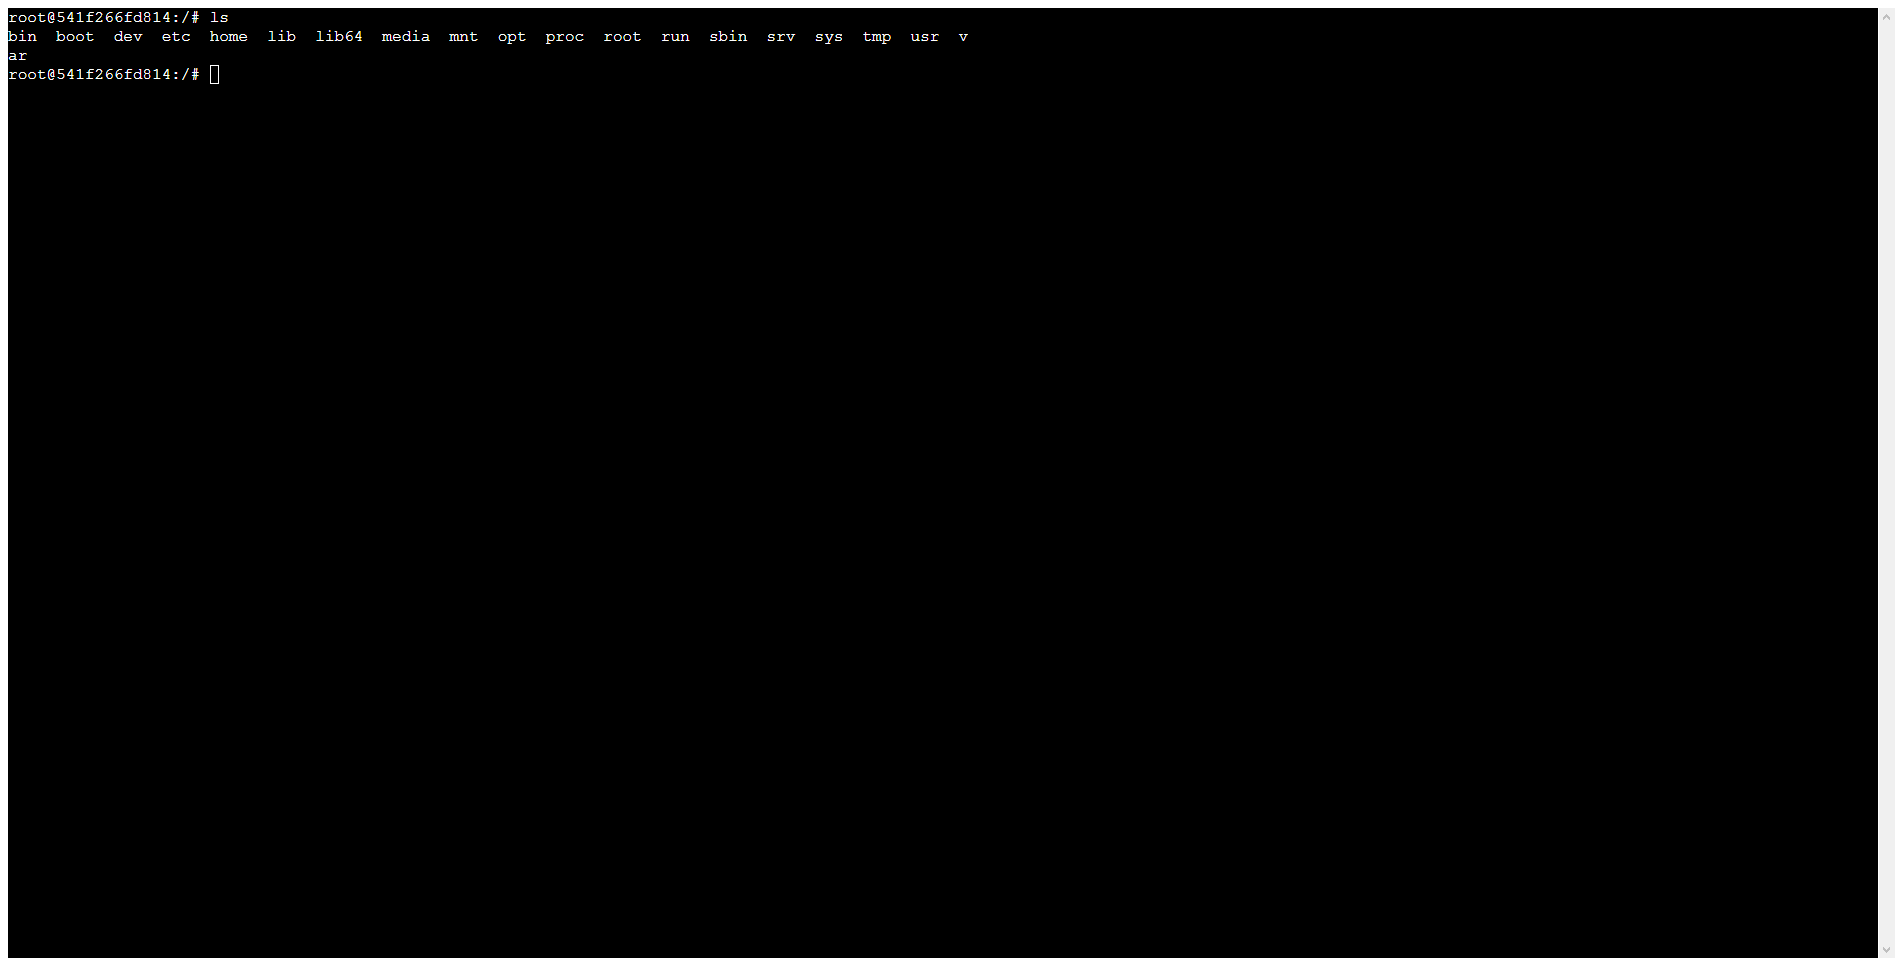 root@541f266fd814:/# ls
bin  boot  dev  etc  home  lib  lib64  media  mnt  opt  proc  root  run  sbin  srv  sys  tmp  usr  v
ar
root@541f266fd814:/#